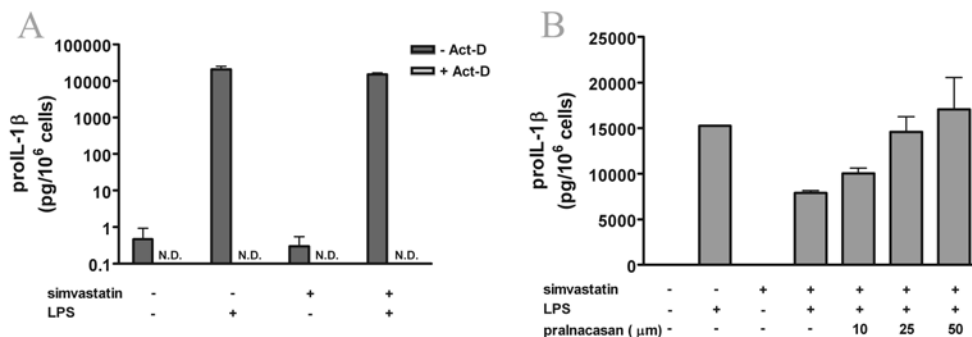 A
100000
10000
1000
100
10
1
0.1
proIL-1β
(pg/10⁶ cells)
- Act-D
+ Act-D
N.D. N.D. N.D. N.D.
simvastatin - - + +
LPS - + - +
B
25000
20000
15000
10000
5000
0
proIL-1β
(pg/10⁶ cells)
simvastatin - - + + + + +
LPS - + - + + + +
pralnacasan ( μm) - - - - 10 25 50